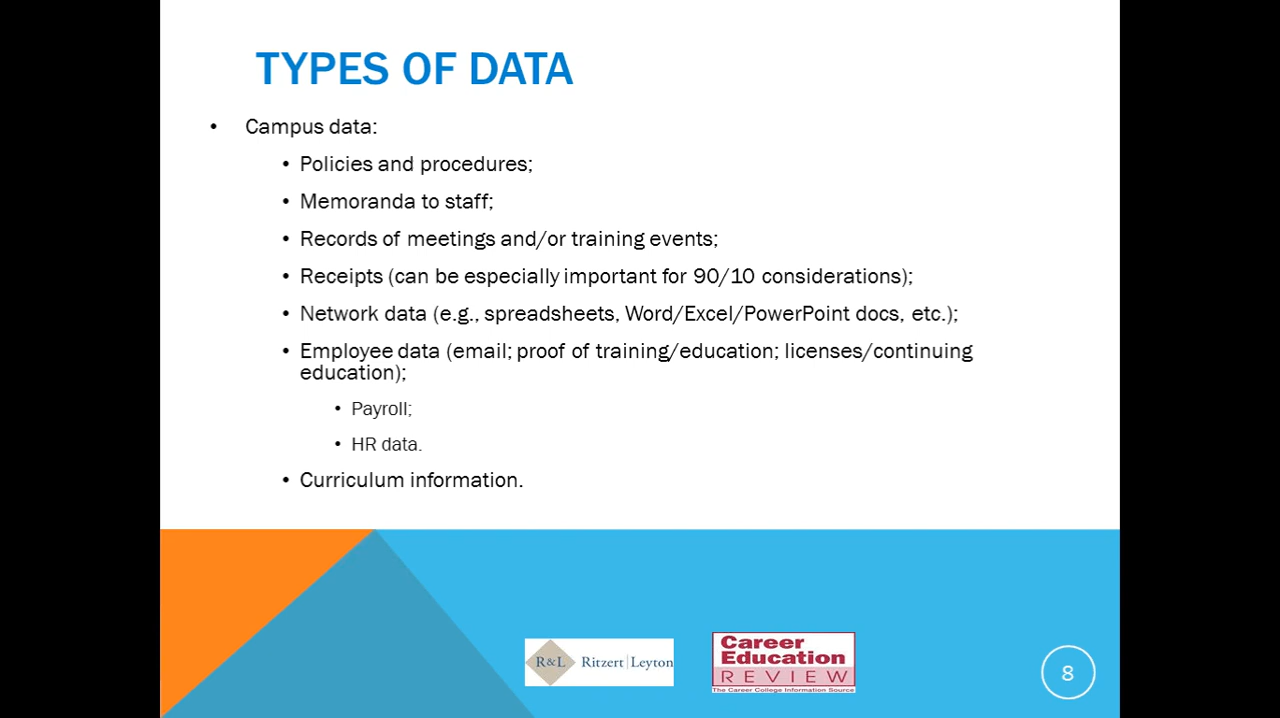 TYPES OF DATA
• Campus data:
• Policies and procedures;
• Memoranda to staff;
• Records of meetings and/or training events;
• Receipts (can be especially important for 90/10 considerations);
• Network data (e.g., spreadsheets, Word/Excel/PowerPoint docs, etc.);
• Employee data (email; proof of training/education; licenses/continuing
education);
• Payroll;
• HR data.
• Curriculum information.
R&L Ritzert|Leyton
Career
Education
REVIEW
The Career College Information Source
8